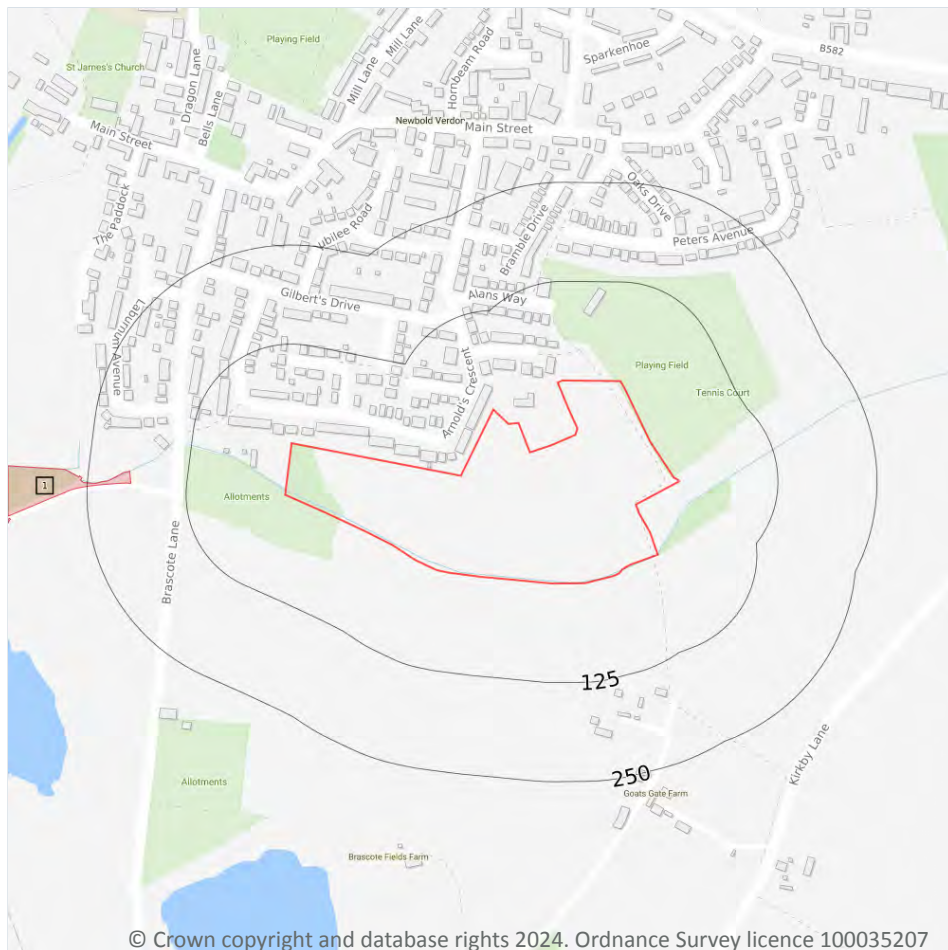 Playing Field
Mill Lane
Mill Lane
Hornbeam Road
Sparkenhoe
B582
St James's Church
Dragon Lane
Bells Lane
Main Street
Newbold Verdon
Main Street
The Paddock
Jubilee Road
Bramble Drive
Oaks Drive
Peters Avenue
Laburnum Avenue
Gilbert's Drive
Alans Way
Arnold's Crescent
Playing Field
Tennis Court
1
Allotments
Brascote Lane
125
250
Kirkby Lane
Allotments
Goats Gate Farm
Brascote Fields Farm
© Crown copyright and database rights 2024. Ordnance Survey licence 100035207